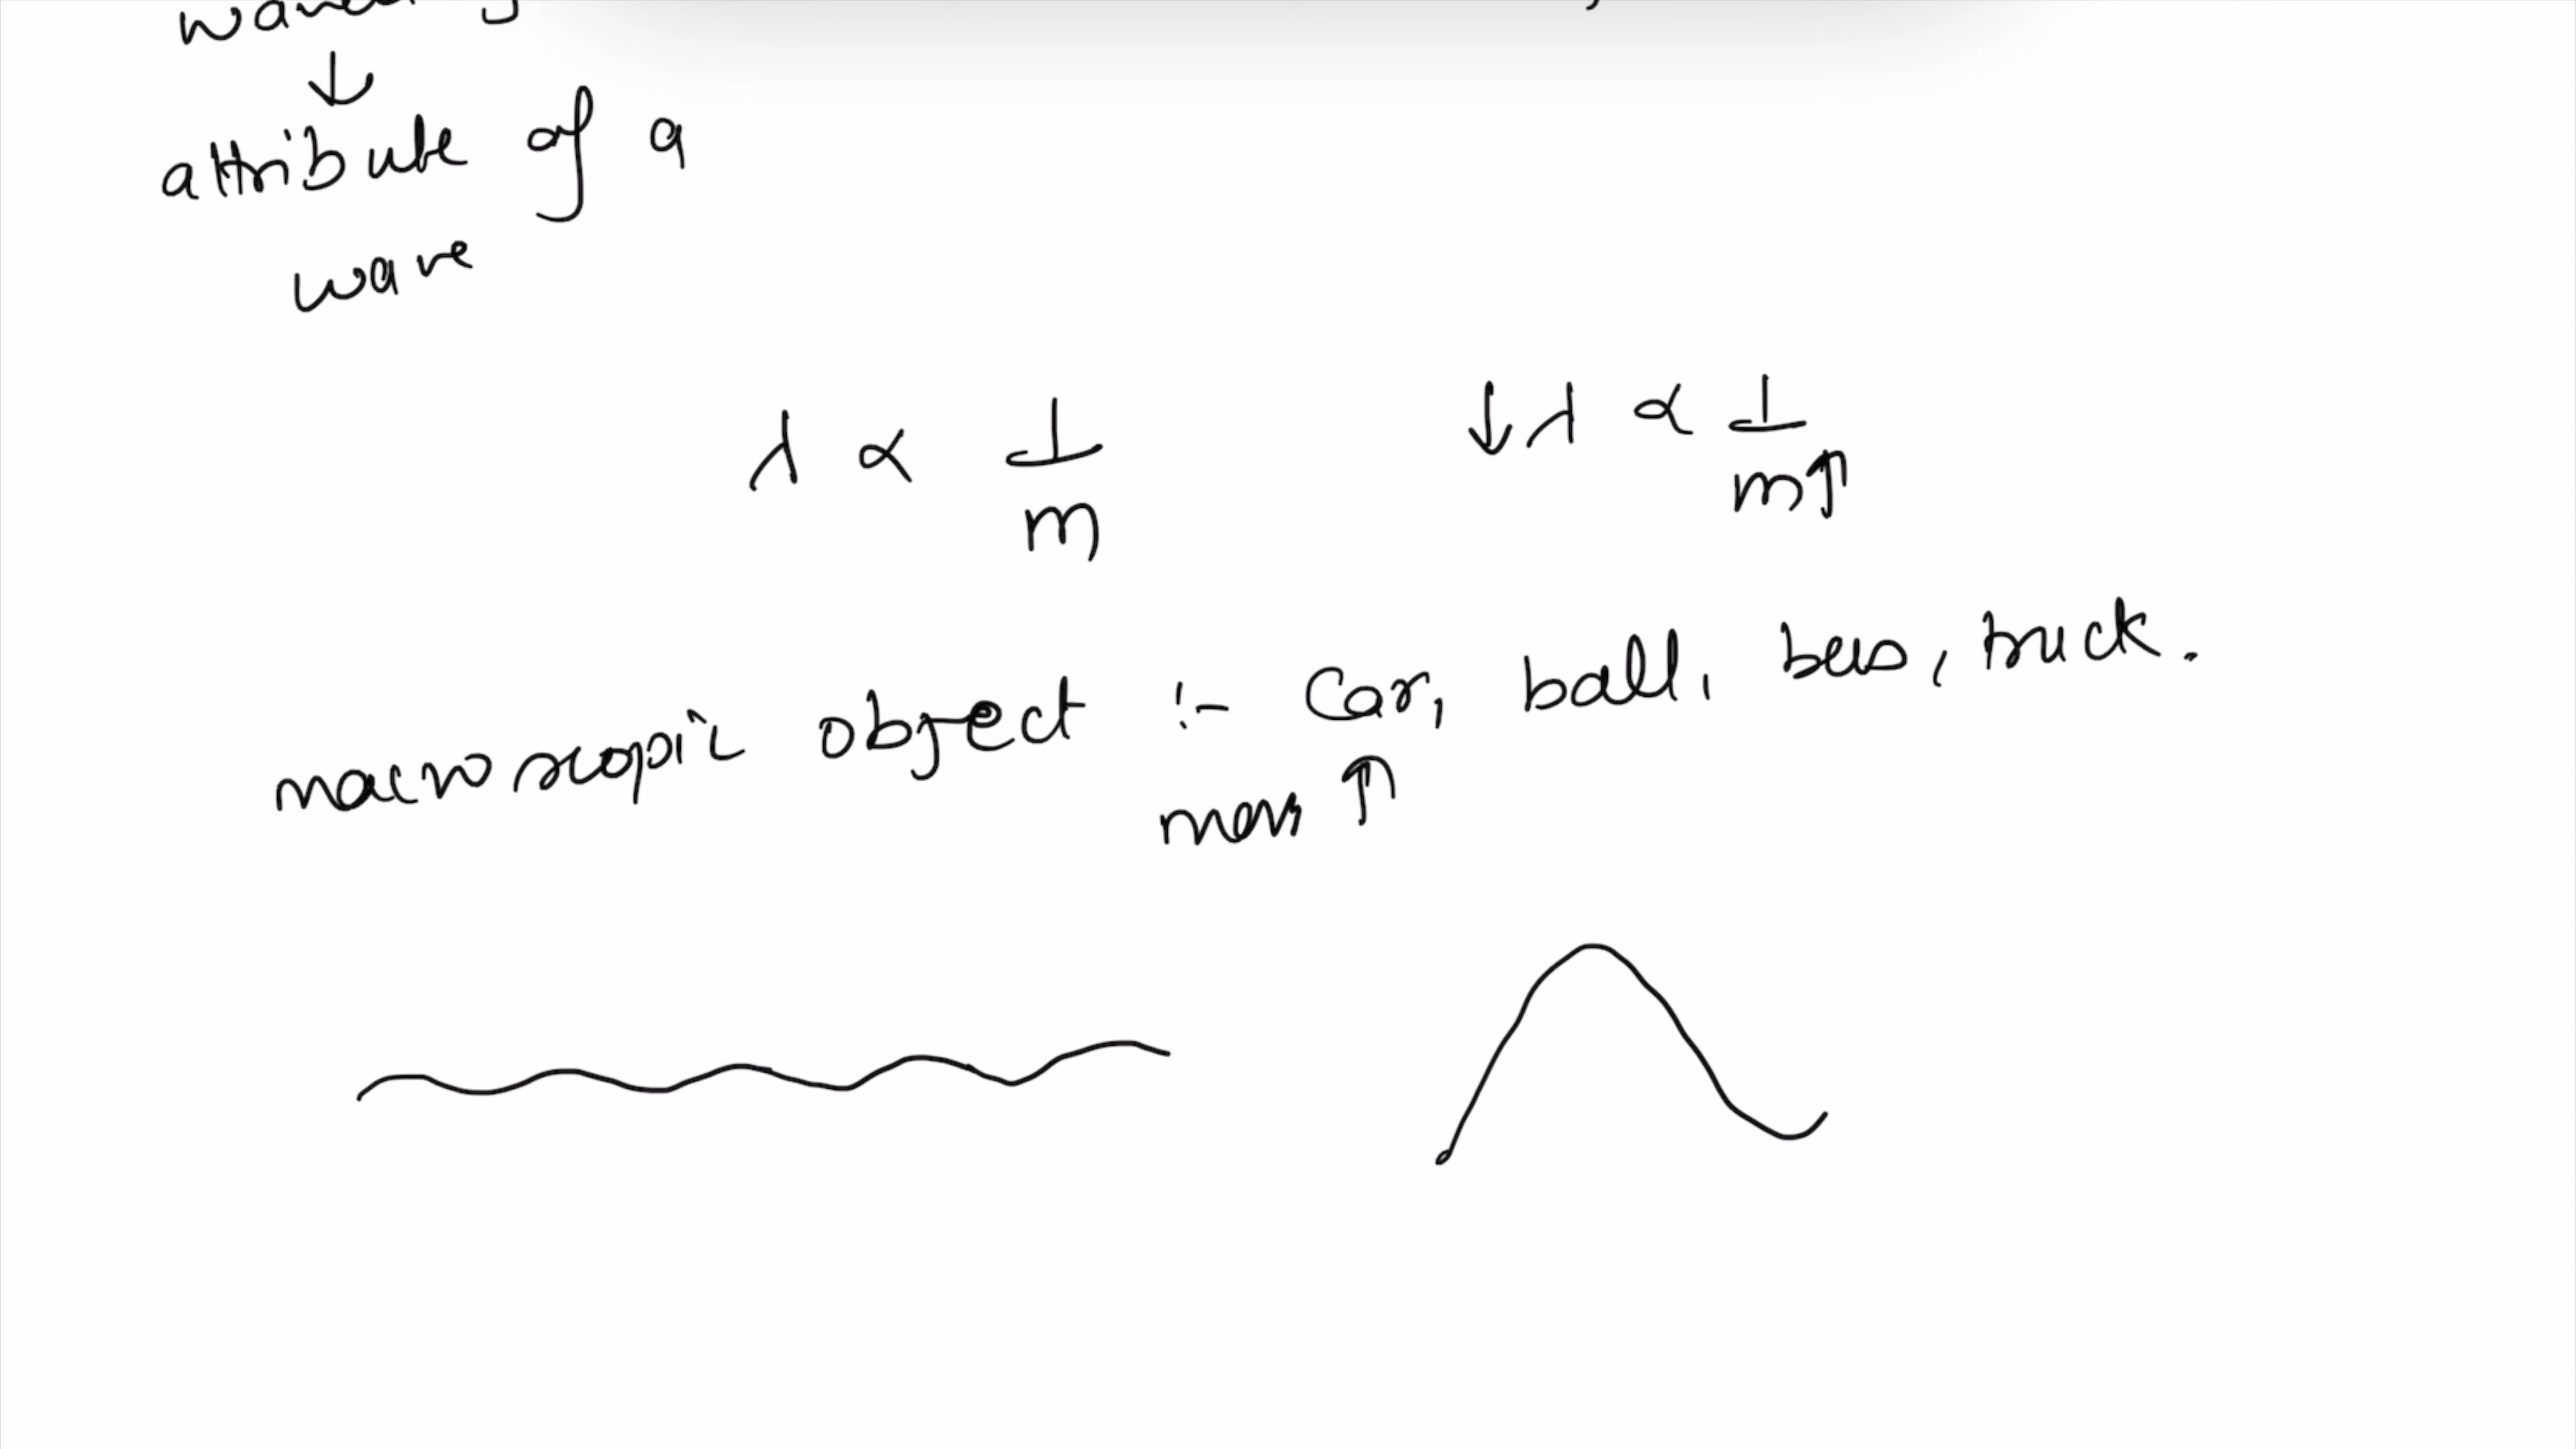 attribute of a
wave
λ ∝ 1/m
↓λ ∝ 1/m↑
macroscopic object :- Car, ball, bus, truck.
mass ↑